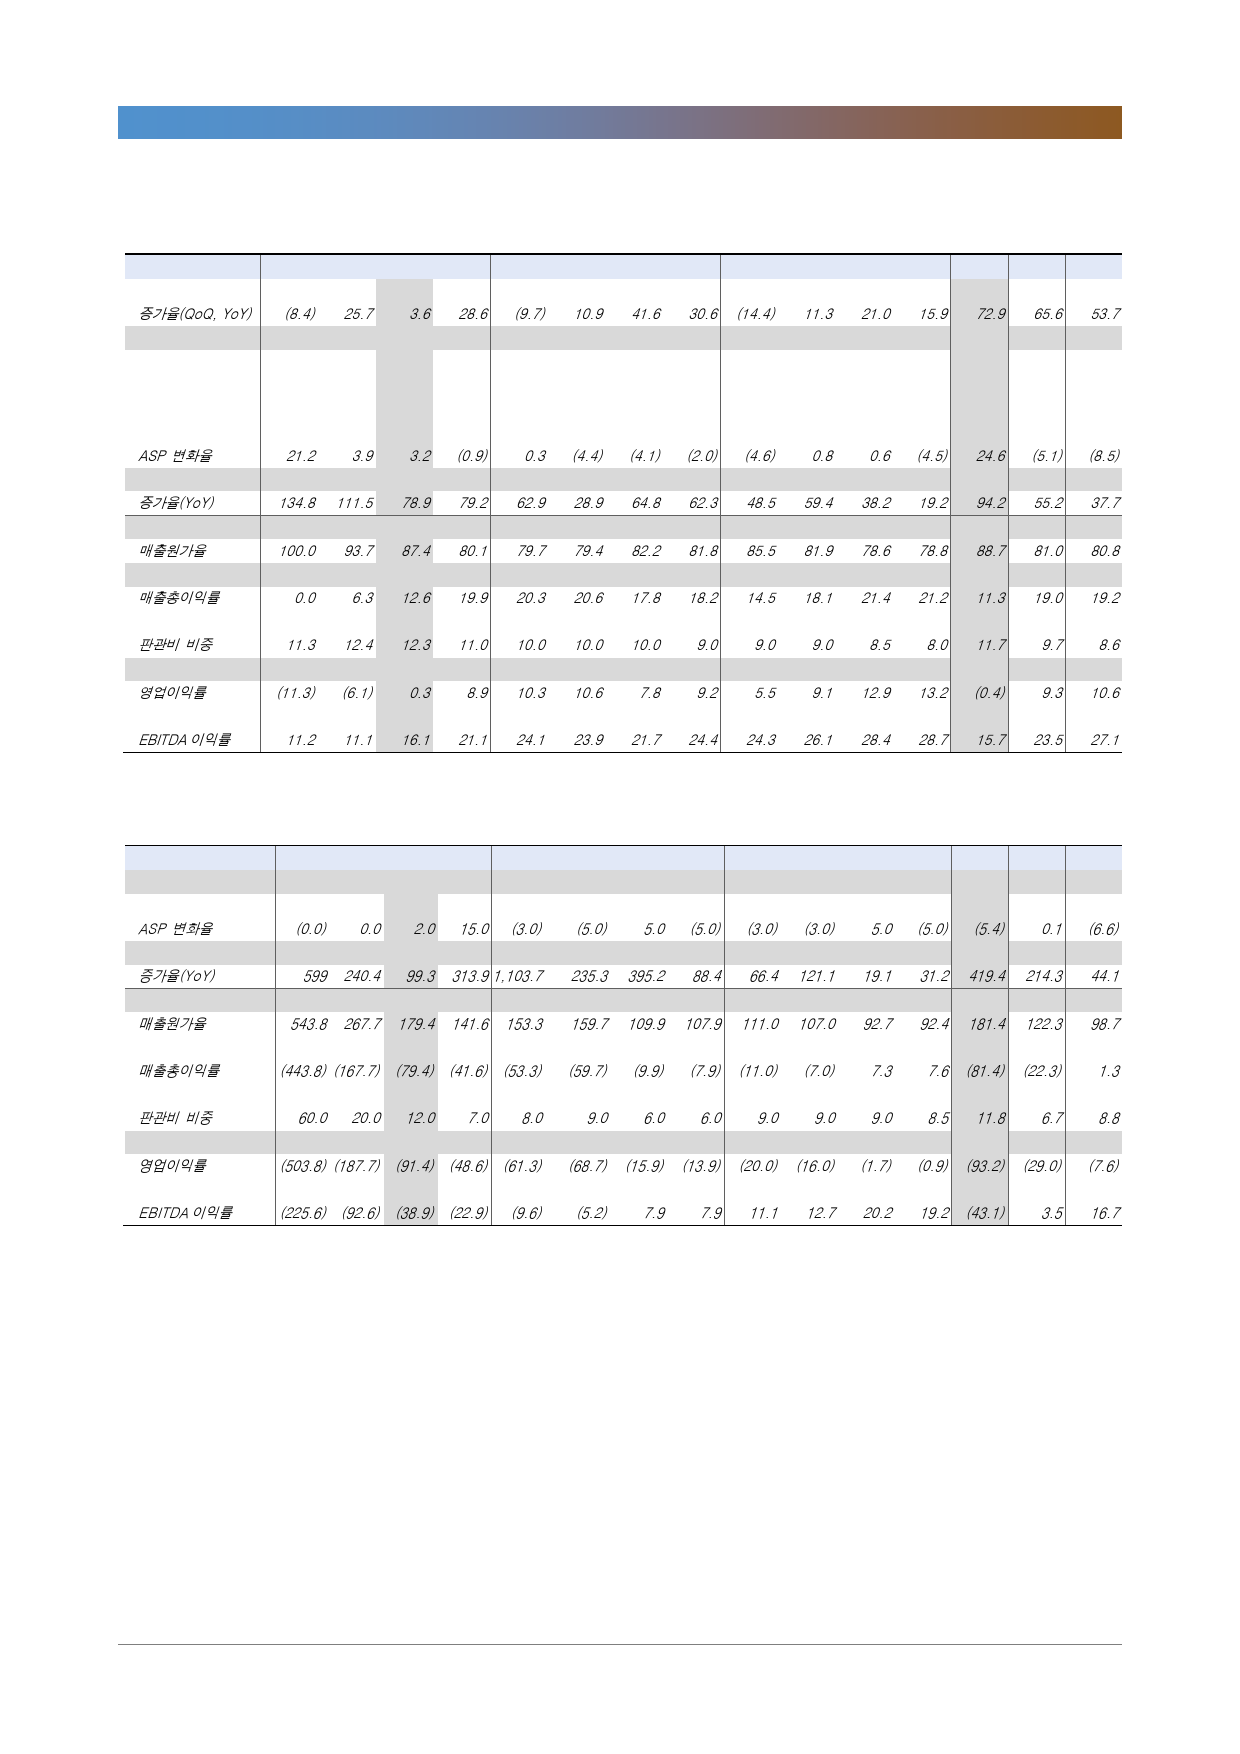 증가율(QoQ, YoY) (8.4) 25.7 3.6 28.6 (9.7) 10.9 41.6 30.6 (14.4) 11.3 21.0 15.9 72.9 65.6 53.7
ASP 변화율 21.2 3.9 3.2 (0.9) 0.3 (4.4) (4.1) (2.0) (4.6) 0.8 0.6 (4.5) 24.6 (5.1) (8.5)
증가율(YoY) 134.8 111.5 78.9 79.2 62.9 28.9 64.8 62.3 48.5 59.4 38.2 19.2 94.2 55.2 37.7
매출원가율 100.0 93.7 87.4 80.1 79.7 79.4 82.2 81.8 85.5 81.9 78.6 78.8 88.7 81.0 80.8
매출총이익률 0.0 6.3 12.6 19.9 20.3 20.6 17.8 18.2 14.5 18.1 21.4 21.2 11.3 19.0 19.2
판관비 비중 11.3 12.4 12.3 11.0 10.0 10.0 10.0 9.0 9.0 9.0 8.5 8.0 11.7 9.7 8.6
영업이익률 (11.3) (6.1) 0.3 8.9 10.3 10.6 7.8 9.2 5.5 9.1 12.9 13.2 (0.4) 9.3 10.6
EBITDA 이익률 11.2 11.1 16.1 21.1 24.1 23.9 21.7 24.4 24.3 26.1 28.4 28.7 15.7 23.5 27.1
ASP 변화율 (0.0) 0.0 2.0 15.0 (3.0) (5.0) 5.0 (5.0) (3.0) (3.0) 5.0 (5.0) (5.4) 0.1 (6.6)
증가율(YoY) 599 240.4 99.3 313.9 1,103.7 235.3 395.2 88.4 66.4 121.1 19.1 31.2 419.4 214.3 44.1
매출원가율 543.8 267.7 179.4 141.6 153.3 159.7 109.9 107.9 111.0 107.0 92.7 92.4 181.4 122.3 98.7
매출총이익률 (443.8) (167.7) (79.4) (41.6) (53.3) (59.7) (9.9) (7.9) (11.0) (7.0) 7.3 7.6 (81.4) (22.3) 1.3
판관비 비중 60.0 20.0 12.0 7.0 8.0 9.0 6.0 6.0 9.0 9.0 9.0 8.5 11.8 6.7 8.8
영업이익률 (503.8) (187.7) (91.4) (48.6) (61.3) (68.7) (15.9) (13.9) (20.0) (16.0) (1.7) (0.9) (93.2) (29.0) (7.6)
EBITDA 이익률 (225.6) (92.6) (38.9) (22.9) (9.6) (5.2) 7.9 7.9 11.1 12.7 20.2 19.2 (43.1) 3.5 16.7